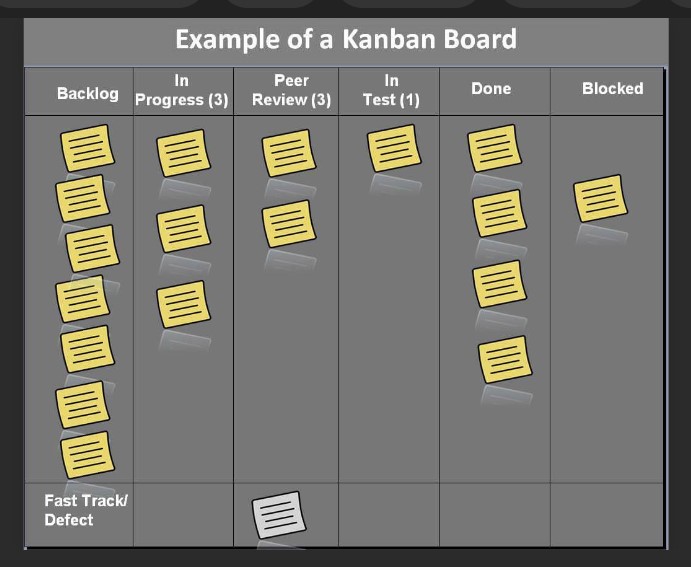 Example of a Kanban Board
Backlog
In
Progress (3)
Peer
Review (3)
In
Test (1)
Done
Blocked
Fast Track/
Defect